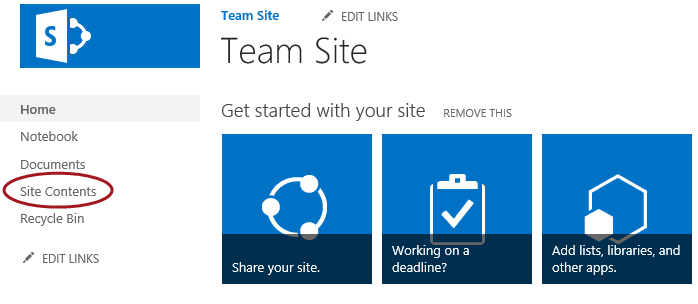 S
Team Site
EDIT LINKS
Team Site
Home
Notebook
Documents
Site Contents
Recycle Bin
EDIT LINKS
Get started with your site
REMOVE THIS
Share your site.
Working on a
deadline?
Add lists, libraries, and
other apps.